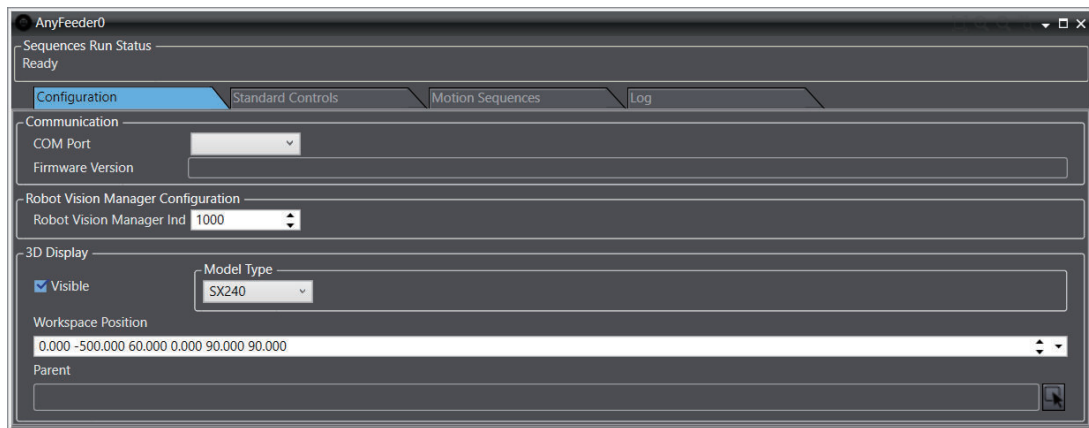 AnyFeeder0
Sequences Run Status
Ready
Configuration Standard Controls Motion Sequences Log
Communication
COM Port
Firmware Version
Robot Vision Manager Configuration
Robot Vision Manager Ind 1000
3D Display
Visible
Model Type
SX240
Workspace Position
0.000 -500.000 60.000 0.000 90.000 90.000
Parent